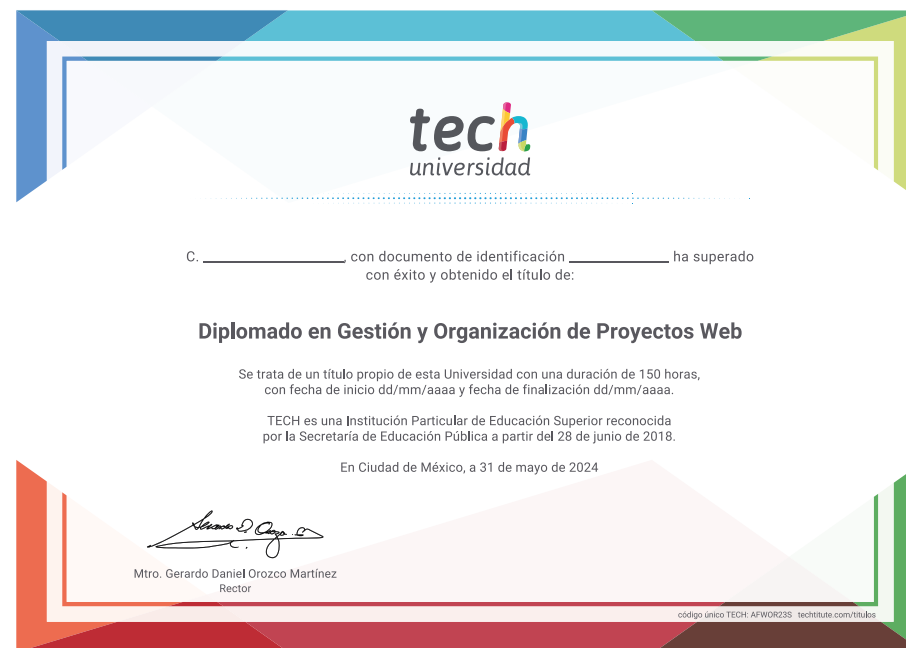 tech
universidad
C. ____________, con documento de identificación ____________ ha superado
con éxito y obtenido el título de:
Diplomado en Gestión y Organización de Proyectos Web
Se trata de un título propio de esta Universidad con una duración de 150 horas,
con fecha de inicio dd/mm/aaaa y fecha de finalización dd/mm/aaaa.
TECH es una Institución Particular de Educación Superior reconocida
por la Secretaría de Educación Pública a partir del 28 de junio de 2018.
En Ciudad de México, a 31 de mayo de 2024
Mtro. Gerardo Daniel Orozco Martínez
Rector
código único TECH: AFWOR23S techtitute.com/titulos